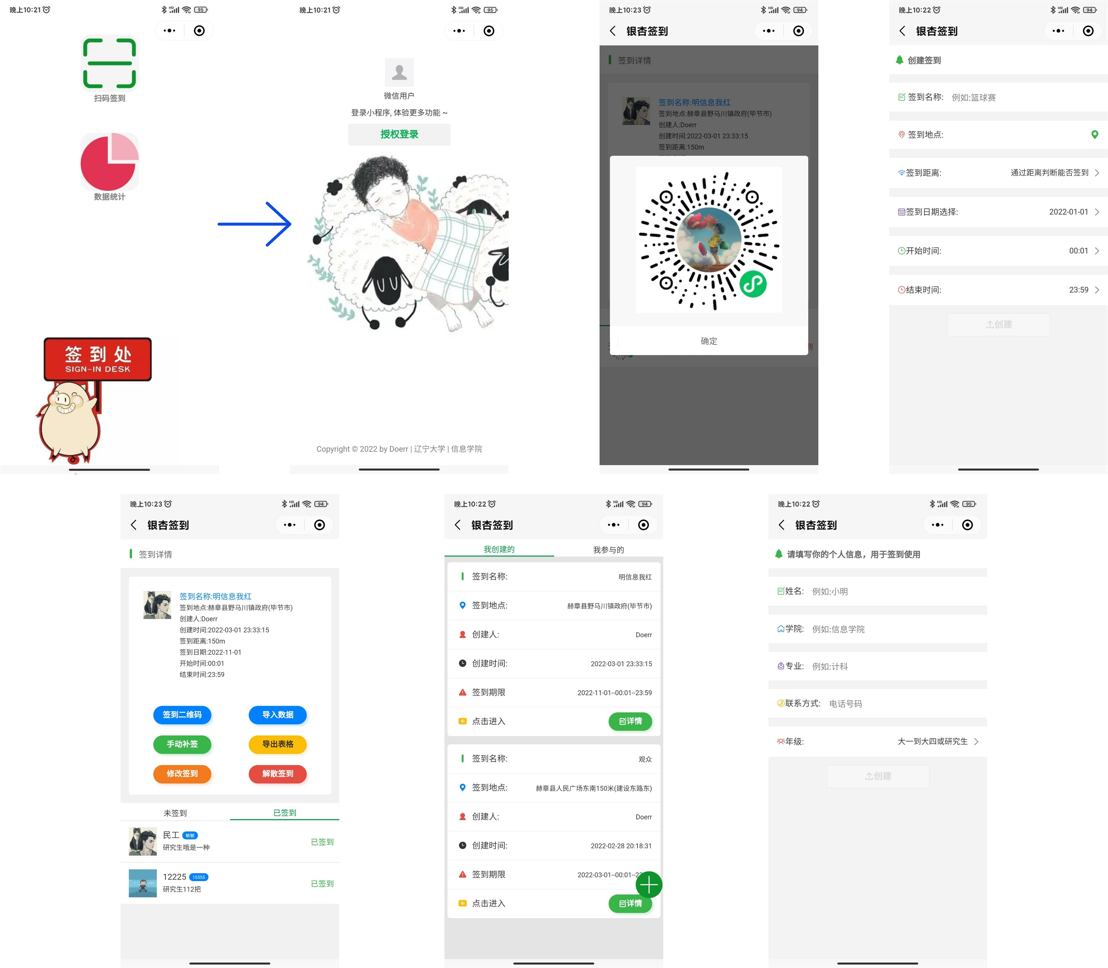 晚上10:21
35
扫码签到
数据统计
签到处
SIGN-IN DESK
晚上10:21
35
微信用户
登录小程序, 体验更多功能 ~
授权登录
Copyright © 2022 by Doerr | 辽宁大学 | 信息学院
晚上10:23
34
银杏签到
签到详情
签到名称:明信息我红
签到地点:赫章县野马川镇政府(毕节市)
创建人:Doerr
创建时间:2022-03-01 23:33:15
签到距离:150m
确定
晚上10:22
银杏签到
创建签到
签到名称: 例如:篮球赛
签到地点:
签到距离: 通过距离判断能否签到
签到日期选择: 2022-01-01
开始时间: 00:01
结束时间: 23:59
创建
晚上10:23
银杏签到
签到详情
签到名称:明信息我红
签到地点:赫章县野马川镇政府(毕节市)
创建人:Doerr
创建时间:2022-03-01 23:33:15
签到距离:150m
签到日期:2022-11-01
开始时间:00:01
结束时间:23:59
签到二维码 导入数据
手动补签 导出表格
修改签到 解散签到
未签到 已签到
民工
研究生哦是一种
已签到
12225
研究生112把
已签到
晚上10:22
银杏签到
我创建的 我参与的
签到名称: 明信息我红
签到地点: 赫章县野马川镇政府(毕节市)
创建人: Doerr
创建时间: 2022-03-01 23:33:15
签到期限 2022-11-01~00:01~23:59
点击进入 详情
签到名称: 观众
签到地点: 赫章县人民广场东南150米(建设东路东)
创建人: Doerr
创建时间: 2022-02-28 20:18:31
签到期限 2022-03-01~00:01~23
点击进入 详情
晚上10:22
银杏签到
请填写你的个人信息，用于签到使用
姓名: 例如:小明
学院: 例如:信息学院
专业: 例如:计科
联系方式: 电话号码
年级: 大一到大四或研究生
创建